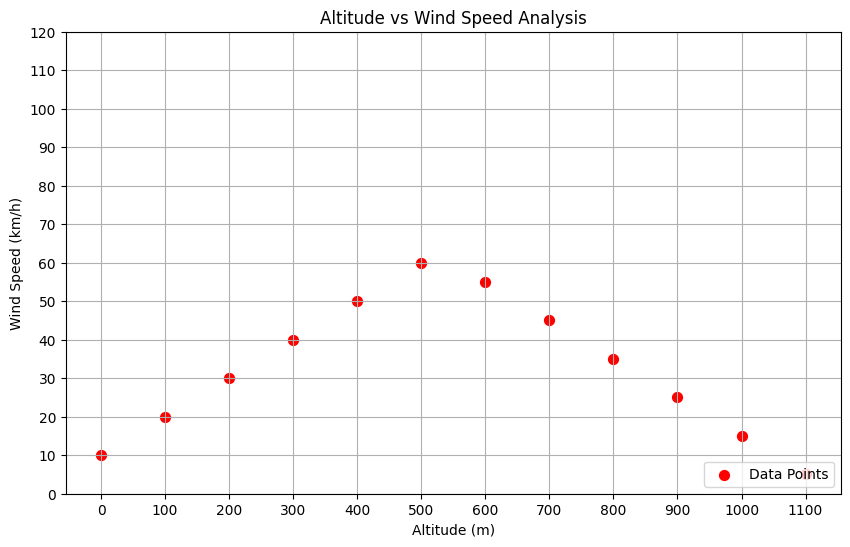 Altitude vs Wind Speed Analysis
120
110
100
90
80
70
60
50
40
30
20
10
0
Wind Speed (km/h)
Data Points
0 100 200 300 400 500 600 700 800 900 1000 1100
Altitude (m)